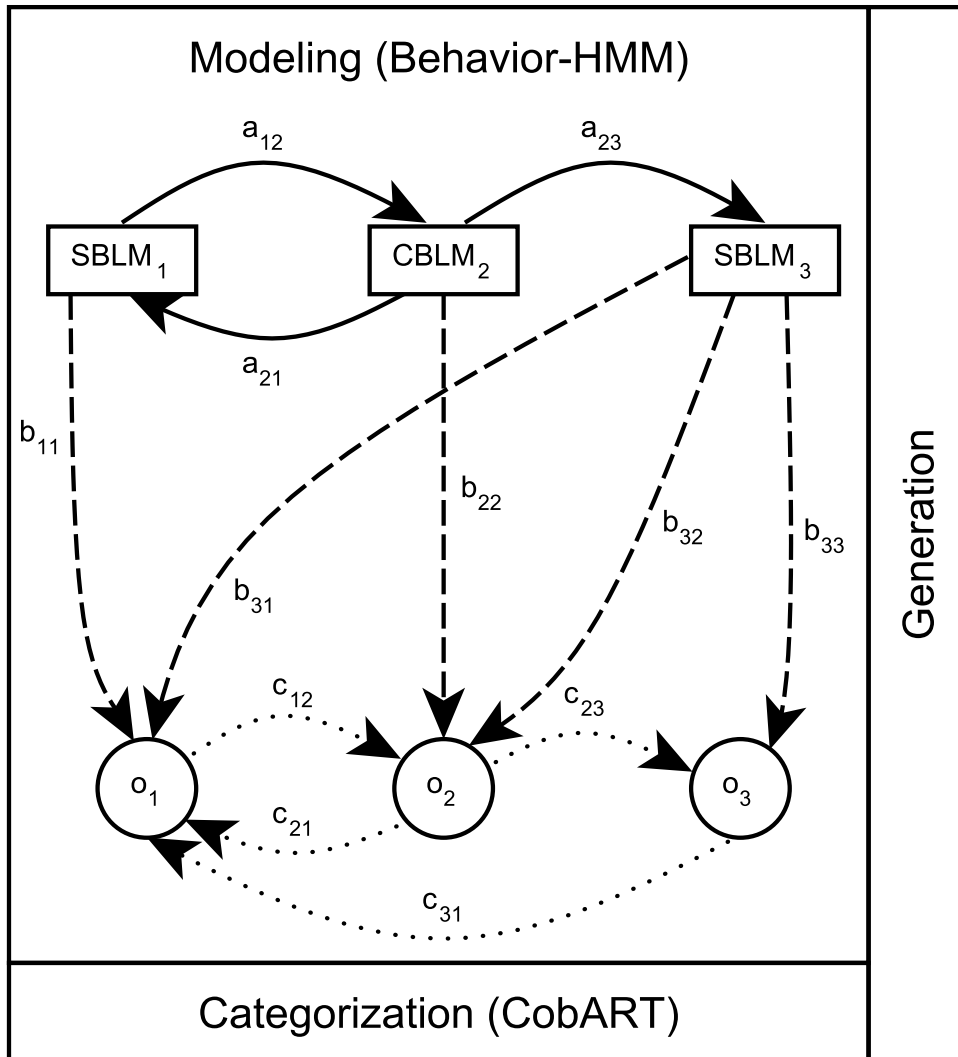 Modeling (Behavior-HMM)
a12 a23
SBLM1 CBLM2 SBLM3
a21
b11
b22
b32 b33
b31
c12 c23
o1 o2 o3
c21
c31
Generation
Categorization (CobART)